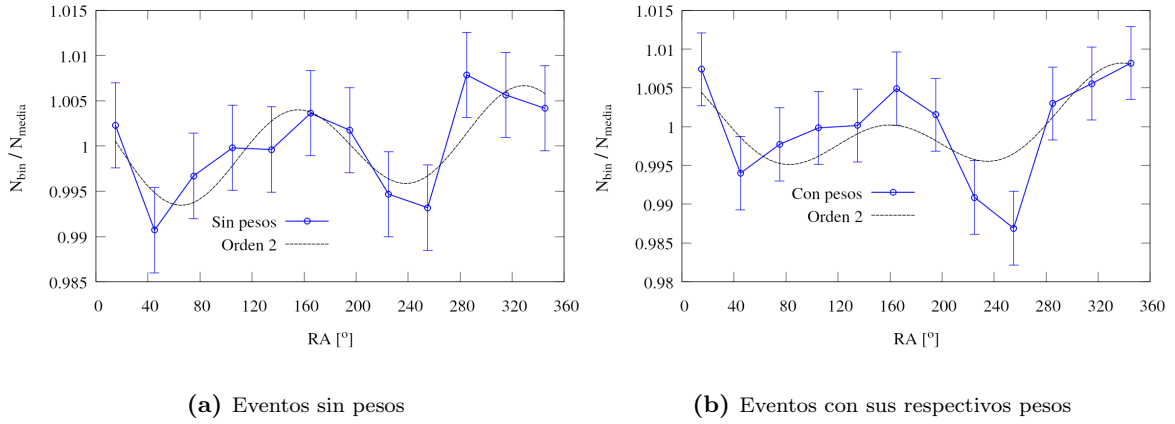 1.015
1.01
1.005
1
0.995
0.99
0.985
N_bin / N_media
Sin pesos
Orden 2
0 40 80 120 160 200 240 280 320 360
RA [º]
(a) Eventos sin pesos
1.015
1.01
1.005
1
0.995
0.99
0.985
0.98
N_bin / N_media
Con pesos
Orden 2
0 40 80 120 160 200 240 280 320 360
RA [º]
(b) Eventos con sus respectivos pesos